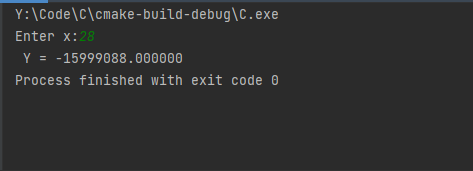 Y:\Code\C\cmake-build-debug\C.exe
Enter x:28
 Y = -15999088.000000
Process finished with exit code 0